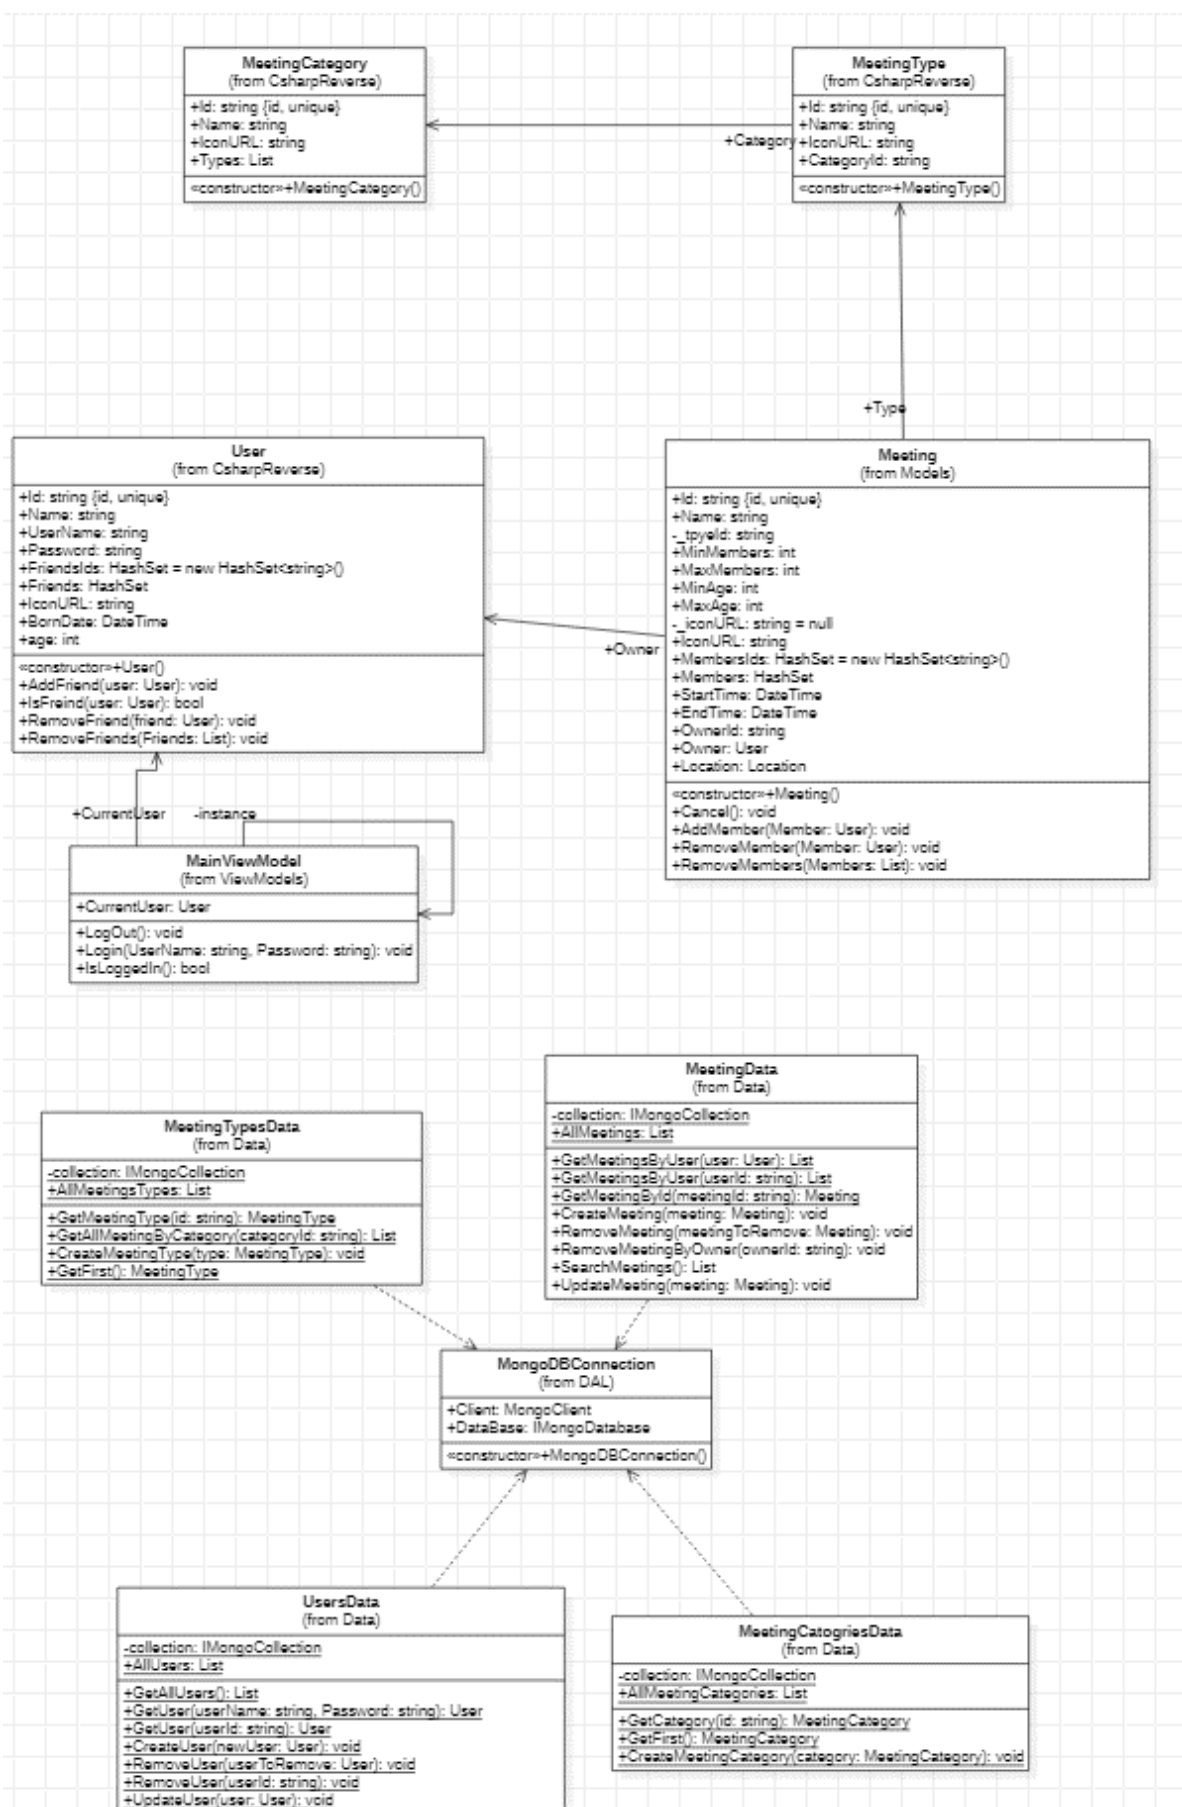 MeetingCategory
(from CsharpReverse)
+Id: string {id, unique}
+Name: string
+IconURL: string
+Types: List
«constructor»+MeetingCategory()
MeetingType
(from CsharpReverse)
+Id: string {id, unique}
+Name: string
+IconURL: string
+CategoryId: string
«constructor»+MeetingType()
+Category
+Type
User
(from CsharpReverse)
+Id: string {id, unique}
+Name: string
+UserName: string
+Password: string
+FriendsIds: HashSet = new HashSet<string>()
+Friends: HashSet
+IconURL: string
+BornDate: DateTime
+age: int
«constructor»+User()
+AddFriend(user: User): void
+IsFreind(user: User): bool
+RemoveFriend(friend: User): void
+RemoveFriends(Friends: List): void
+Owner
Meeting
(from Models)
+Id: string {id, unique}
+Name: string
-_tpyeId: string
+MinMembers: int
+MaxMembers: int
+MinAge: int
+MaxAge: int
-_iconURL: string = null
+IconURL: string
+MembersIds: HashSet = new HashSet<string>()
+Members: HashSet
+StartTime: DateTime
+EndTime: DateTime
+OwnerId: string
+Owner: User
+Location: Location
«constructor»+Meeting()
+Cancel(): void
+AddMember(Member: User): void
+RemoveMember(Member: User): void
+RemoveMembers(Members: List): void
+CurrentUser
-instance
MainViewModel
(from ViewModels)
+CurrentUser: User
+LogOut(): void
+Login(UserName: string, Password: string): void
+IsLoggedIn(): bool
MeetingTypesData
(from Data)
-collection: IMongoCollection
+AllMeetingsTypes: List
+GetMeetingType(id: string): MeetingType
+GetAllMeetingByCategory(categoryId: string): List
+CreateMeetingType(type: MeetingType): void
+GetFirst(): MeetingType
MeetingData
(from Data)
-collection: IMongoCollection
+AllMeetings: List
+GetMeetingsByUser(user: User): List
+GetMeetingsByUser(userId: string): List
+GetMeetingById(meetingId: string): Meeting
+CreateMeeting(meeting: Meeting): void
+RemoveMeeting(meetingToRemove: Meeting): void
+RemoveMeetingByOwner(ownerId: string): void
+SearchMeetings(): List
+UpdateMeeting(meeting: Meeting): void
MongoDBConnection
(from DAL)
+Client: MongoClient
+DataBase: IMongoDatabase
«constructor»+MongoDBConnection()
UsersData
(from Data)
-collection: IMongoCollection
+AllUsers: List
+GetAllUsers(): List
+GetUser(userName: string, Password: string): User
+GetUser(userId: string): User
+CreateUser(newUser: User): void
+RemoveUser(userToRemove: User): void
+RemoveUser(userId: string): void
+UpdateUser(user: User): void
MeetingCatogriesData
(from Data)
-collection: IMongoCollection
+AllMeetingCategories: List
+GetCategory(id: string): MeetingCategory
+GetFirst(): MeetingCategory
+CreateMeetingCategory(category: MeetingCategory): void